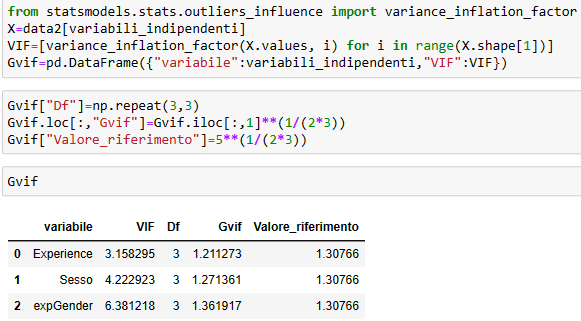 from statsmodels.stats.outliers_influence import variance_inflation_factor
X=data2[variabili_indipendenti]
VIF=[variance_inflation_factor(X.values, i) for i in range(X.shape[1])]
Gvif=pd.DataFrame({"variabile":variabili_indipendenti,"VIF":VIF})
Gvif["Df"]=np.repeat(3,3)
Gvif.loc[:,"Gvif"]=Gvif.iloc[:,1]**(1/(2*3))
Gvif["Valore_riferimento"]=5**(1/(2*3))
Gvif
variabile VIF Df Gvif Valore_riferimento
0 Experience 3.158295 3 1.211273 1.30766
1 Sesso 4.222923 3 1.271361 1.30766
2 expGender 6.381218 3 1.361917 1.30766